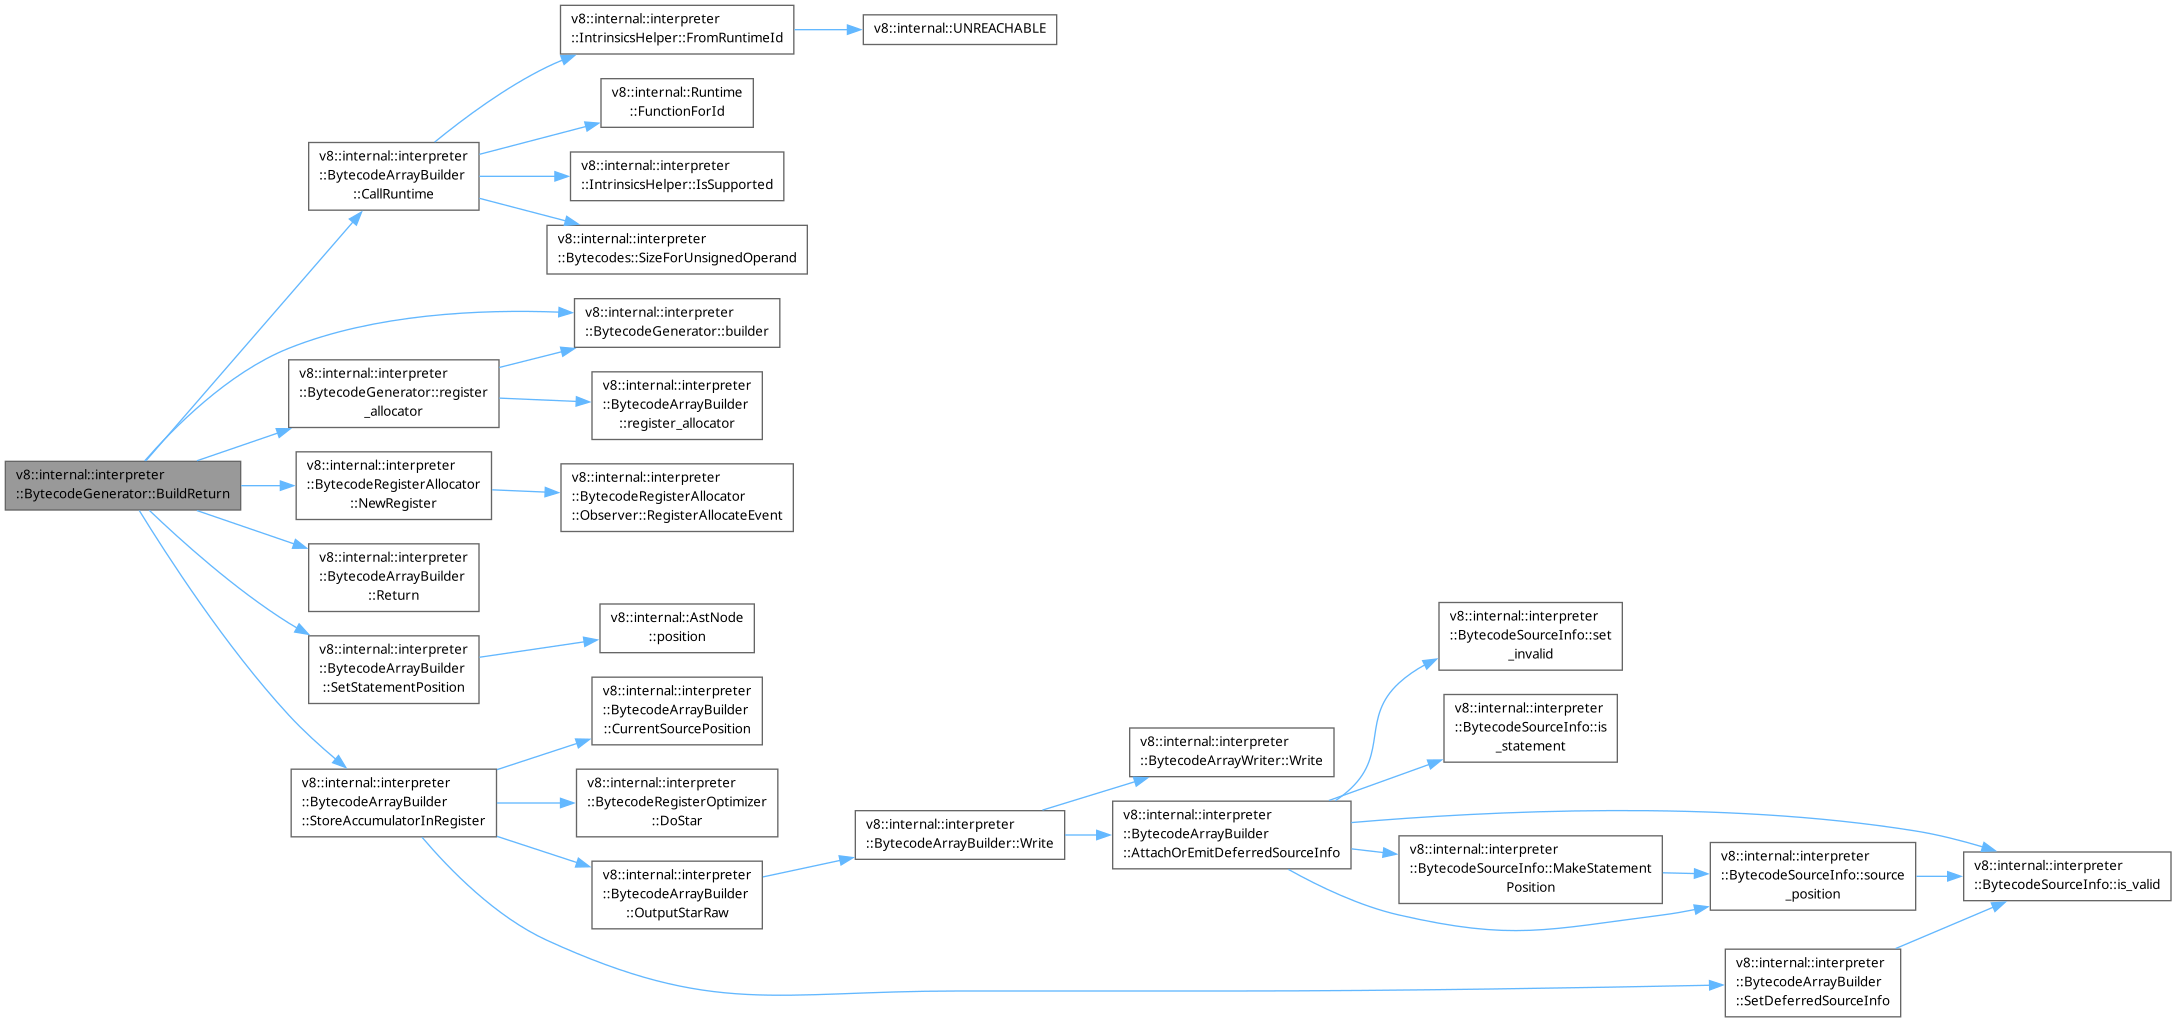 v8::internal::interpreter
::IntrinsicsHelper::FromRuntimeId
v8::internal::UNREACHABLE
v8::internal::Runtime
::FunctionForId
v8::internal::interpreter
::BytecodeArrayBuilder
::CallRuntime
v8::internal::interpreter
::IntrinsicsHelper::IsSupported
v8::internal::interpreter
::Bytecodes::SizeForUnsignedOperand
v8::internal::interpreter
::BytecodeGenerator::builder
v8::internal::interpreter
::BytecodeGenerator::register
_allocator
v8::internal::interpreter
::BytecodeArrayBuilder
::register_allocator
v8::internal::interpreter
::BytecodeGenerator::BuildReturn
v8::internal::interpreter
::BytecodeRegisterAllocator
::NewRegister
v8::internal::interpreter
::BytecodeRegisterAllocator
::Observer::RegisterAllocateEvent
v8::internal::interpreter
::BytecodeArrayBuilder
::Return
v8::internal::interpreter
::BytecodeArrayBuilder
::SetStatementPosition
v8::internal::AstNode
::position
v8::internal::interpreter
::BytecodeSourceInfo::set
_invalid
v8::internal::interpreter
::BytecodeArrayBuilder
::CurrentSourcePosition
v8::internal::interpreter
::BytecodeSourceInfo::is
_statement
v8::internal::interpreter
::BytecodeArrayWriter::Write
v8::internal::interpreter
::BytecodeArrayBuilder
::StoreAccumulatorInRegister
v8::internal::interpreter
::BytecodeRegisterOptimizer
::DoStar
v8::internal::interpreter
::BytecodeArrayBuilder::Write
v8::internal::interpreter
::BytecodeArrayBuilder
::AttachOrEmitDeferredSourceInfo
v8::internal::interpreter
::BytecodeSourceInfo::MakeStatement
Position
v8::internal::interpreter
::BytecodeSourceInfo::source
_position
v8::internal::interpreter
::BytecodeSourceInfo::is_valid
v8::internal::interpreter
::BytecodeArrayBuilder
::OutputStarRaw
v8::internal::interpreter
::BytecodeArrayBuilder
::SetDeferredSourceInfo